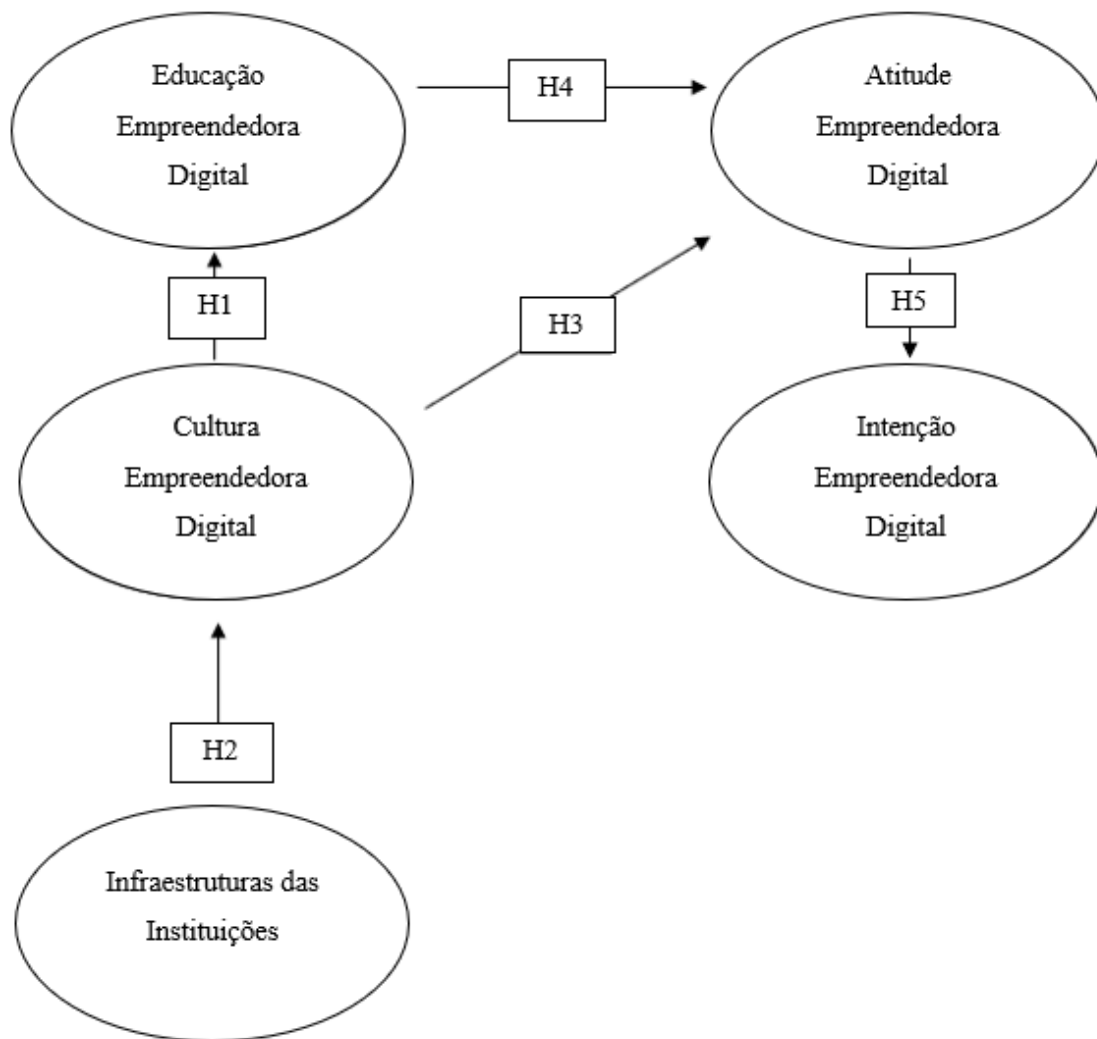 Educação
Empreendedora
Digital
H4
Atitude
Empreendedora
Digital
H1
H3
H5
Cultura
Empreendedora
Digital
Intenção
Empreendedora
Digital
H2
Infraestruturas das
Instituições